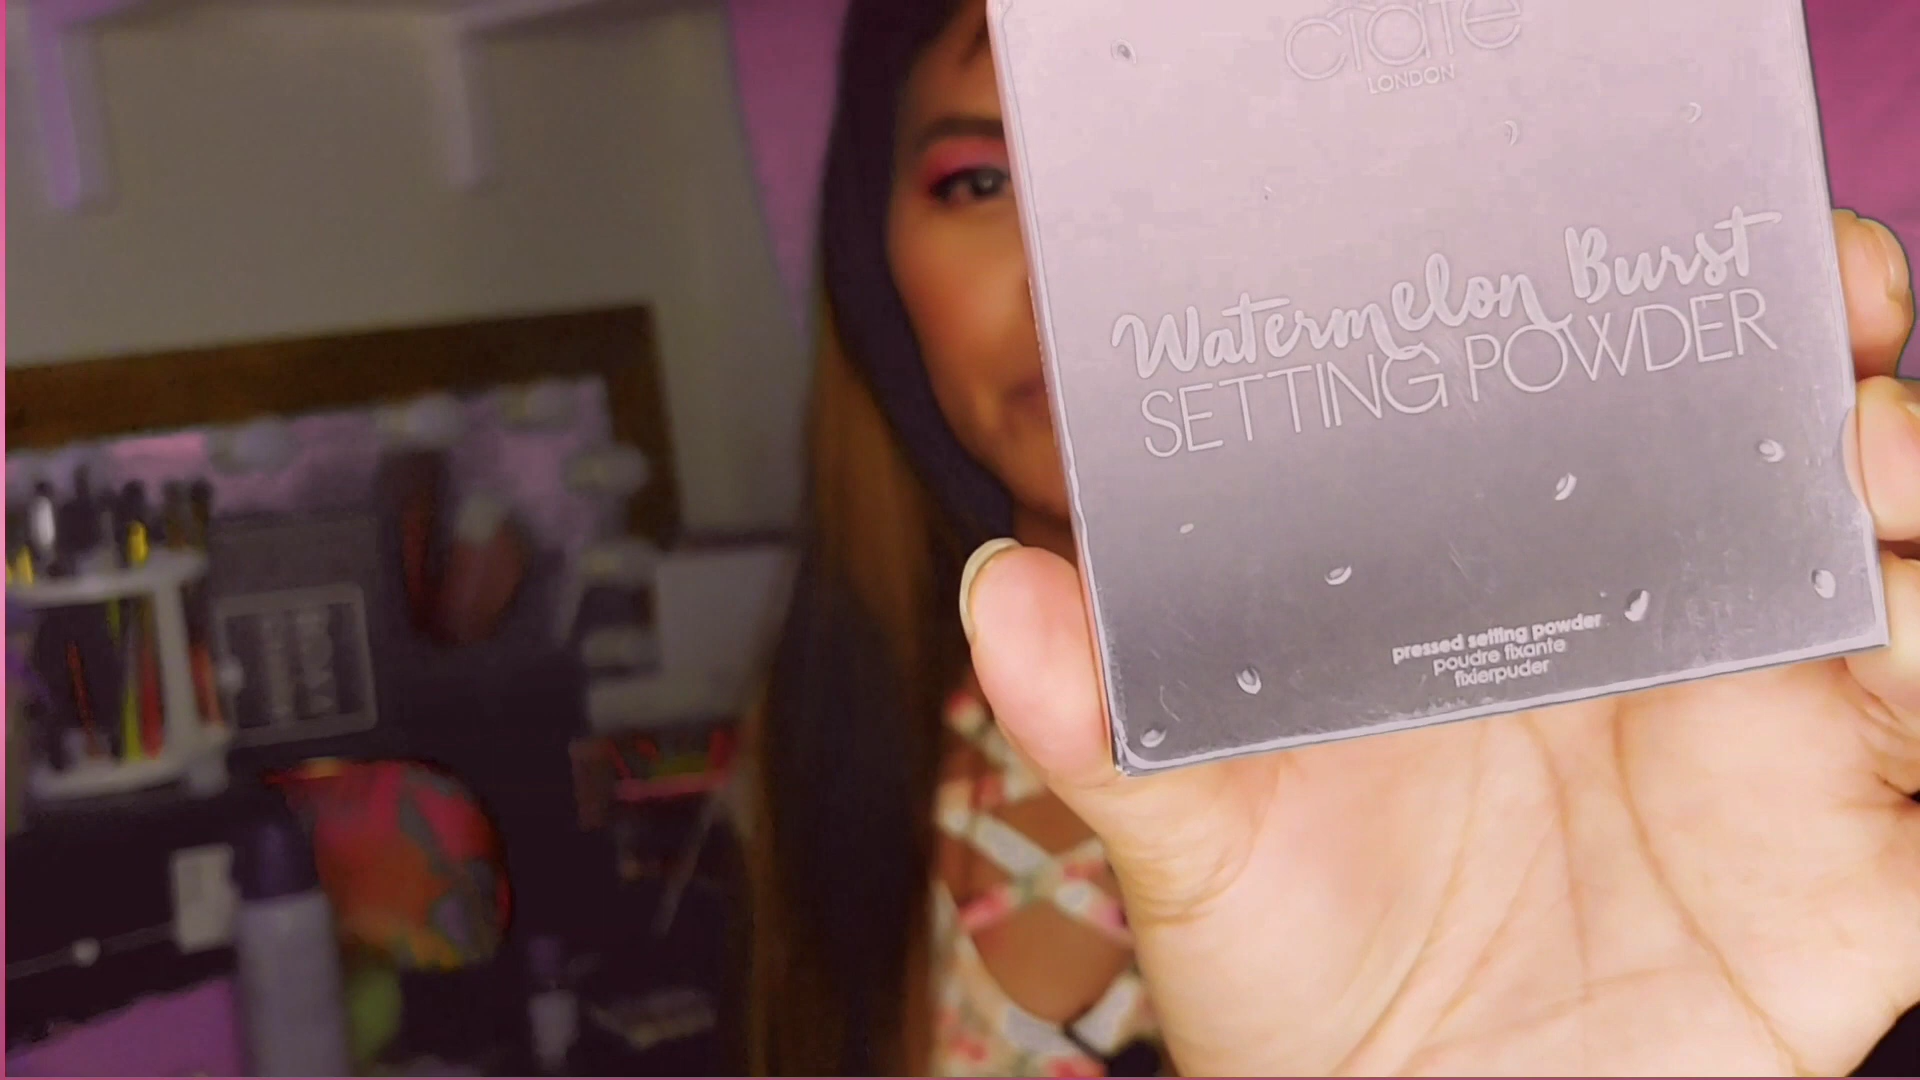 ciaté
LONDON
Watermelon Burst
SETTING POWDER
pressed setting powder
poudre fixante
fixierpuder